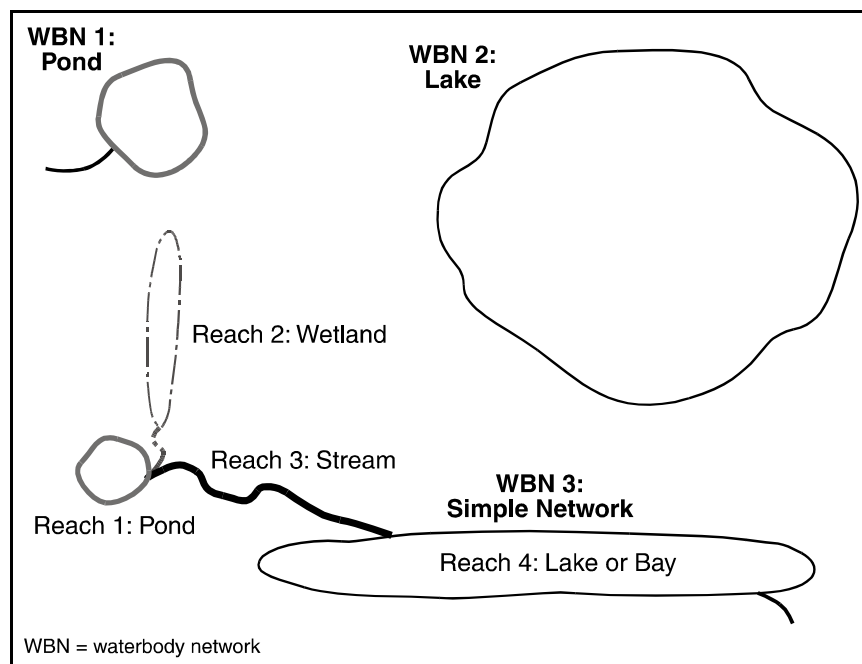 WBN 1:
Pond
WBN 2:
Lake
Reach 2: Wetland
Reach 3: Stream
Reach 1: Pond
WBN 3:
Simple Network
Reach 4: Lake or Bay
WBN = waterbody network